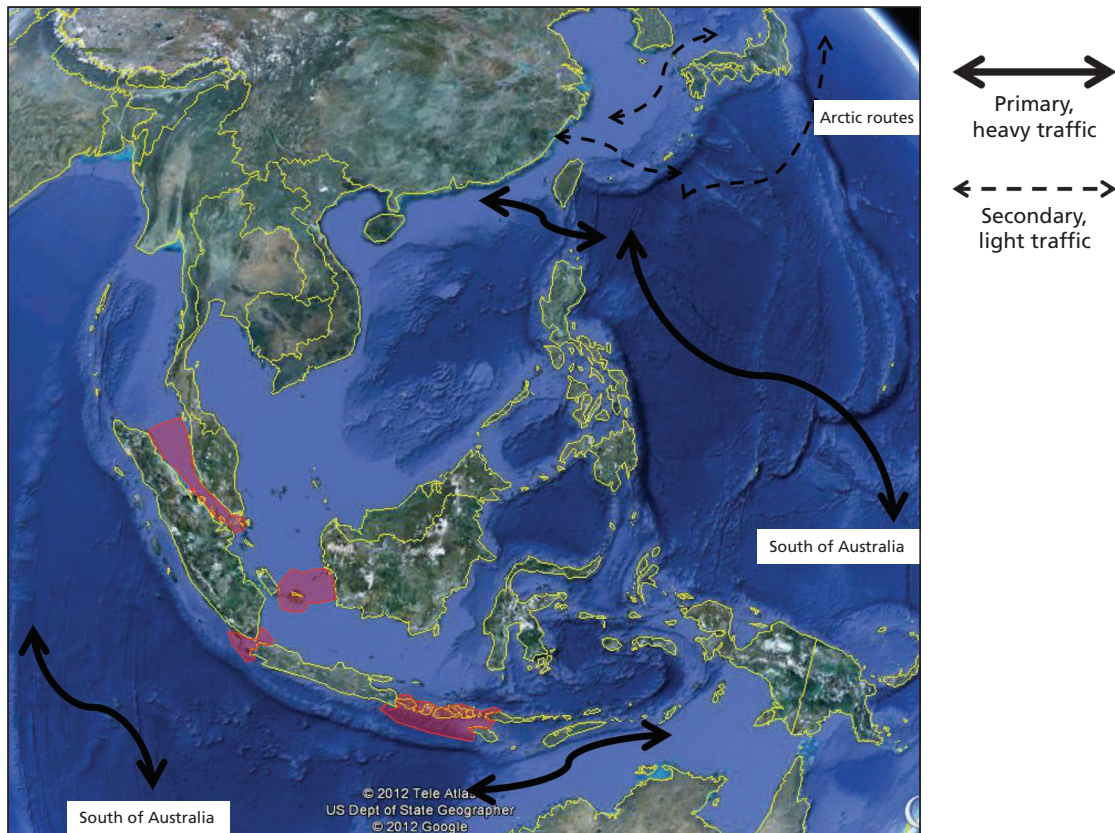 Arctic routes
Primary,
heavy traffic
Secondary,
light traffic
South of Australia
South of Australia
© 2012 Tele Atlas
US Dept of State Geographer
© 2012 Google